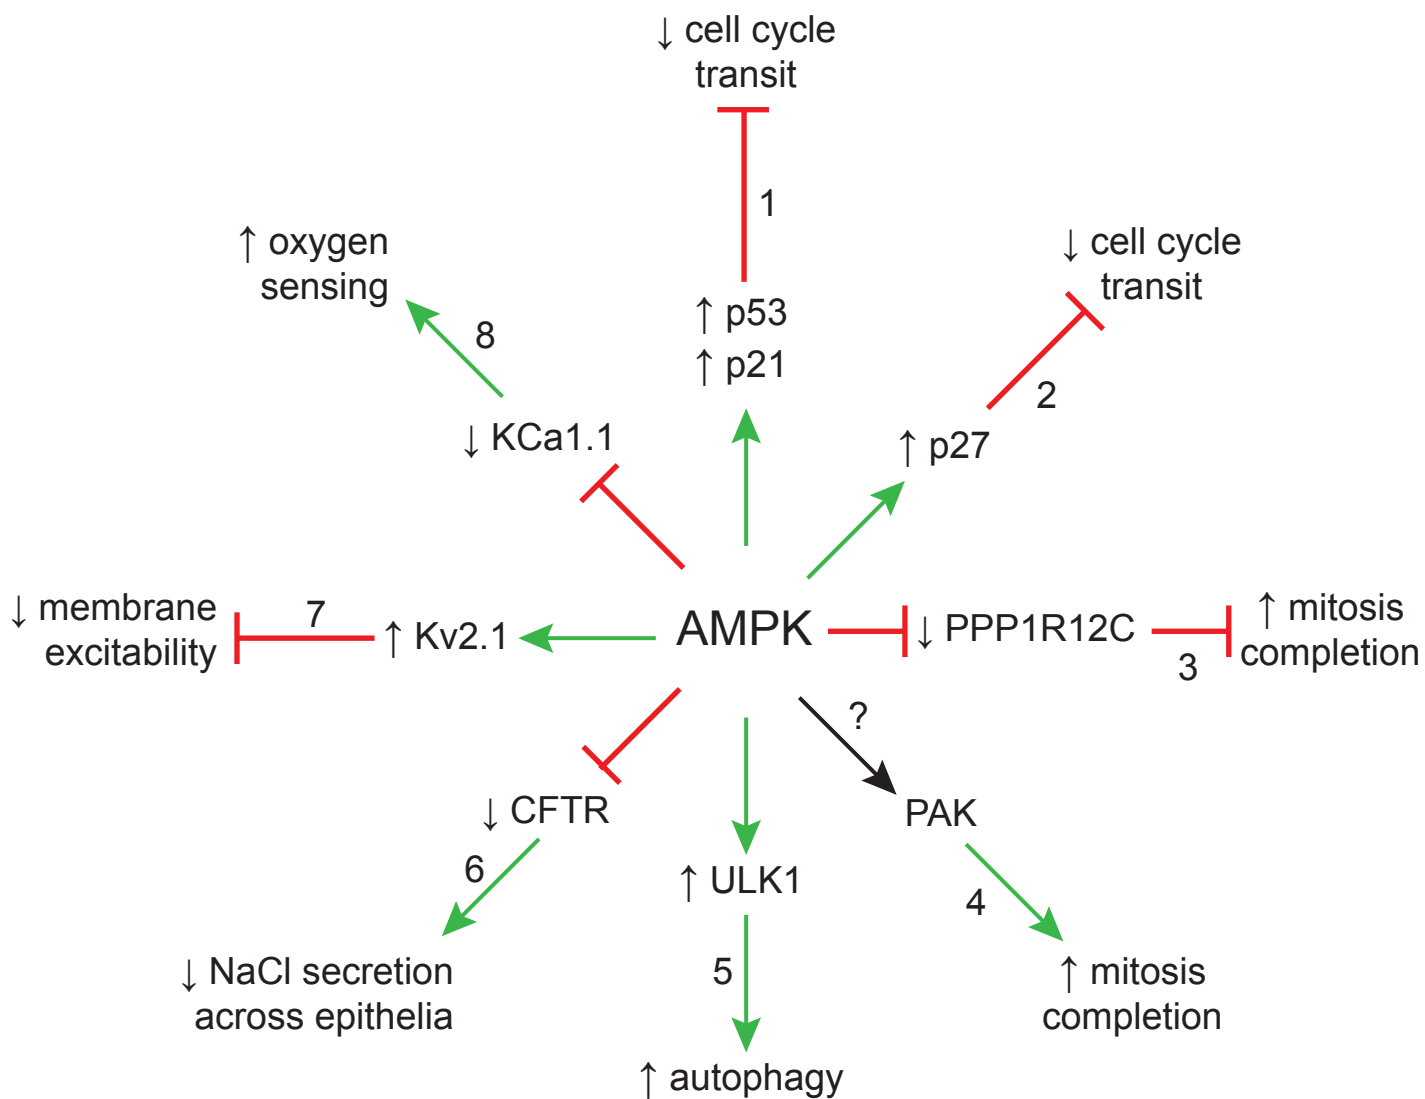 ↓ cell cycle
transit
1
↑ oxygen
sensing
8
↓ cell cycle
transit
2
↑ p53
↑ p21
↓ KCa1.1
↑ p27
↓ membrane
excitability
7
↑ Kv2.1
AMPK
↓ PPP1R12C
3
↑ mitosis
completion
?
↓ CFTR
6
PAK
4
↑ ULK1
5
↓ NaCl secretion
across epithelia
↑ mitosis
completion
↑ autophagy